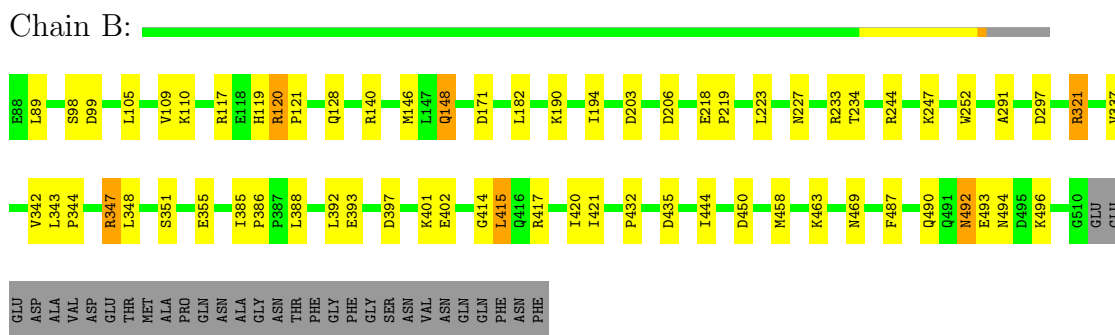 Chain B:
E88 L89 S98 D99 L105 V109 K110 R117 E118 H119 R120 P121 Q128 R140 M146 L147 Q148 D171 L182 K190 I194 D203 D206 E218 P219 L223 N227 R233 T234 R244 K247 W252 A291 D297 R321 V337
V342 L343 P344 R347 L348 S351 E355 I385 P386 P387 L388 L392 E393 D397 K401 E402 G414 L415 Q416 R417 I420 I421 P432 D435 I444 D450 M458 K463 N469 F487 Q490 Q491 N492 E493 N494 D495 K496 G510 GLU GLU
GLU ASP ALA VAL ASP GLU THR MET ALA PRO GLN ASN ALA GLY ASN THR PHE GLY PHE GLY SER ASN VAL ASN GLN GLN PHE ASN PHE